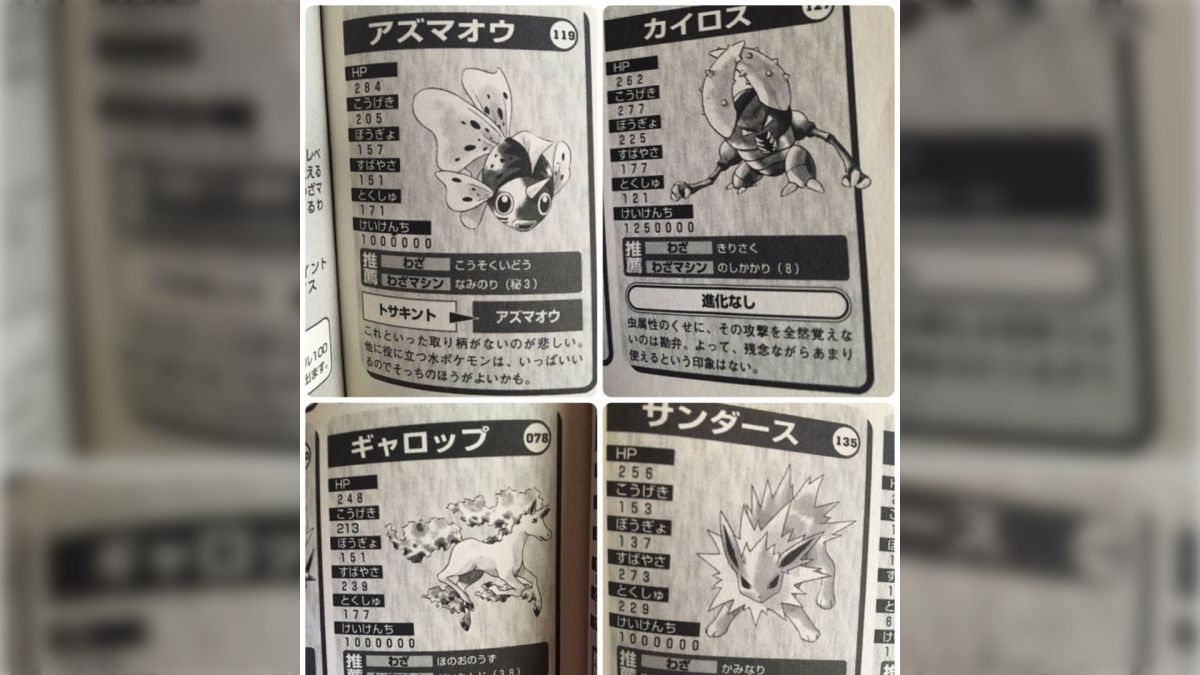 アズマオウ
119
HP
284
こうげき
205
ぼうぎょ
157
すばやさ
151
とくしゅ
171
けいけんち
1000000
推薦
わざ
こうそくいどう
わざマシン
なみのり(秘3)
トサキント
アズマオウ
これといった取り柄がないのが悲しい。
他に役に立つ水ポケモンは、いっぱいい
るのでそっちのほうがよいかも。
カイロス
127
HP
262
こうげき
277
ぼうぎょ
225
すばやさ
177
とくしゅ
121
けいけんち
1250000
推薦
わざ
きりさく
わざマシン
のしかかり(8)
進化なし
虫属性のくせに、その攻撃を全然覚えな
いのは勘弁。よって、残念ながらあまり
使えるという印象はない。
ギャロップ
078
HP
248
こうげき
213
ぼうぎょ
151
すばやさ
239
とくしゅ
177
けいけんち
1000000
推薦
わざ
ほのおのうず
サンダース
135
HP
256
こうげき
153
ぼうぎょ
137
すばやさ
273
とくしゅ
229
けいけんち
1000000
推
わざ
かみなり